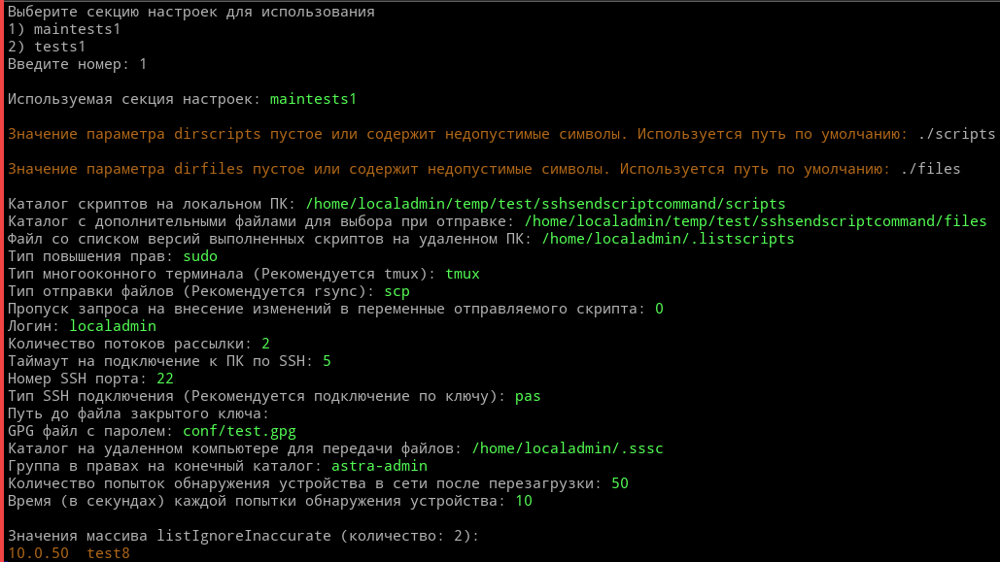 Выберите секцию настроек для использования
1) maintests1
2) tests1
Введите номер: 1
Используемая секция настроек: maintests1
Значение параметра dirscripts пустое или содержит недопустимые символы. Используется путь по умолчанию: ./scripts
Значение параметра dirfiles пустое или содержит недопустимые символы. Используется путь по умолчанию: ./files
Каталог скриптов на локальном ПК: /home/localadmin/temp/test/sshsendscriptcommand/scripts
Каталог с дополнительными файлами для выбора при отправке: /home/localadmin/temp/test/sshsendscriptcommand/files
Файл со списком версий выполненных скриптов на удаленном ПК: /home/localadmin/.listscripts
Тип повышения прав: sudo
Тип многооконного терминала (Рекомендуется tmux): tmux
Тип отправки файлов (Рекомендуется rsync): scp
Пропуск запроса на внесение изменений в переменные отправляемого скрипта: 0
Логин: localadmin
Количество потоков рассылки: 2
Таймаут на подключение к ПК по SSH: 5
Номер SSH порта: 22
Тип SSH подключения (Рекомендуется подключение по ключу): pas
Путь до файла закрытого ключа:
GPG файл с паролем: conf/test.gpg
Каталог на удаленном компьютере для передачи файлов: /home/localadmin/.sssc
Группа в правах на конечный каталог: astra-admin
Количество попыток обнаружения устройства в сети после перезагрузки: 50
Время (в секундах) каждой попытки обнаружения устройства: 10
Значения массива listIgnoreInaccurate (количество: 2):
10.0.50  test8